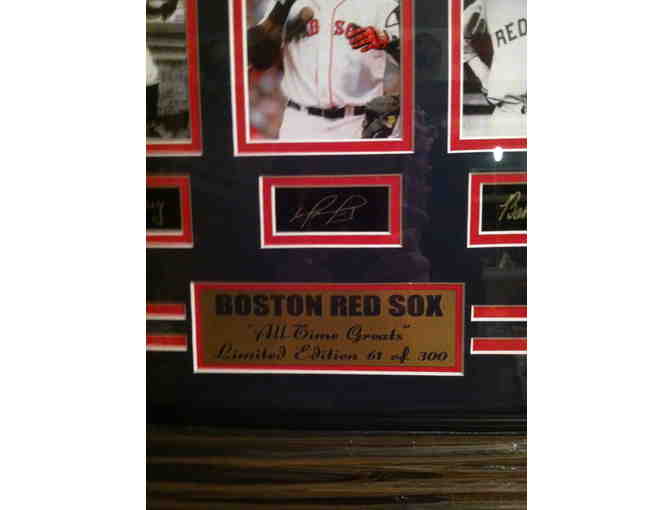 RED
BOSTON RED SOX
"All-Time Greats"
Limited Edition 61 of 300